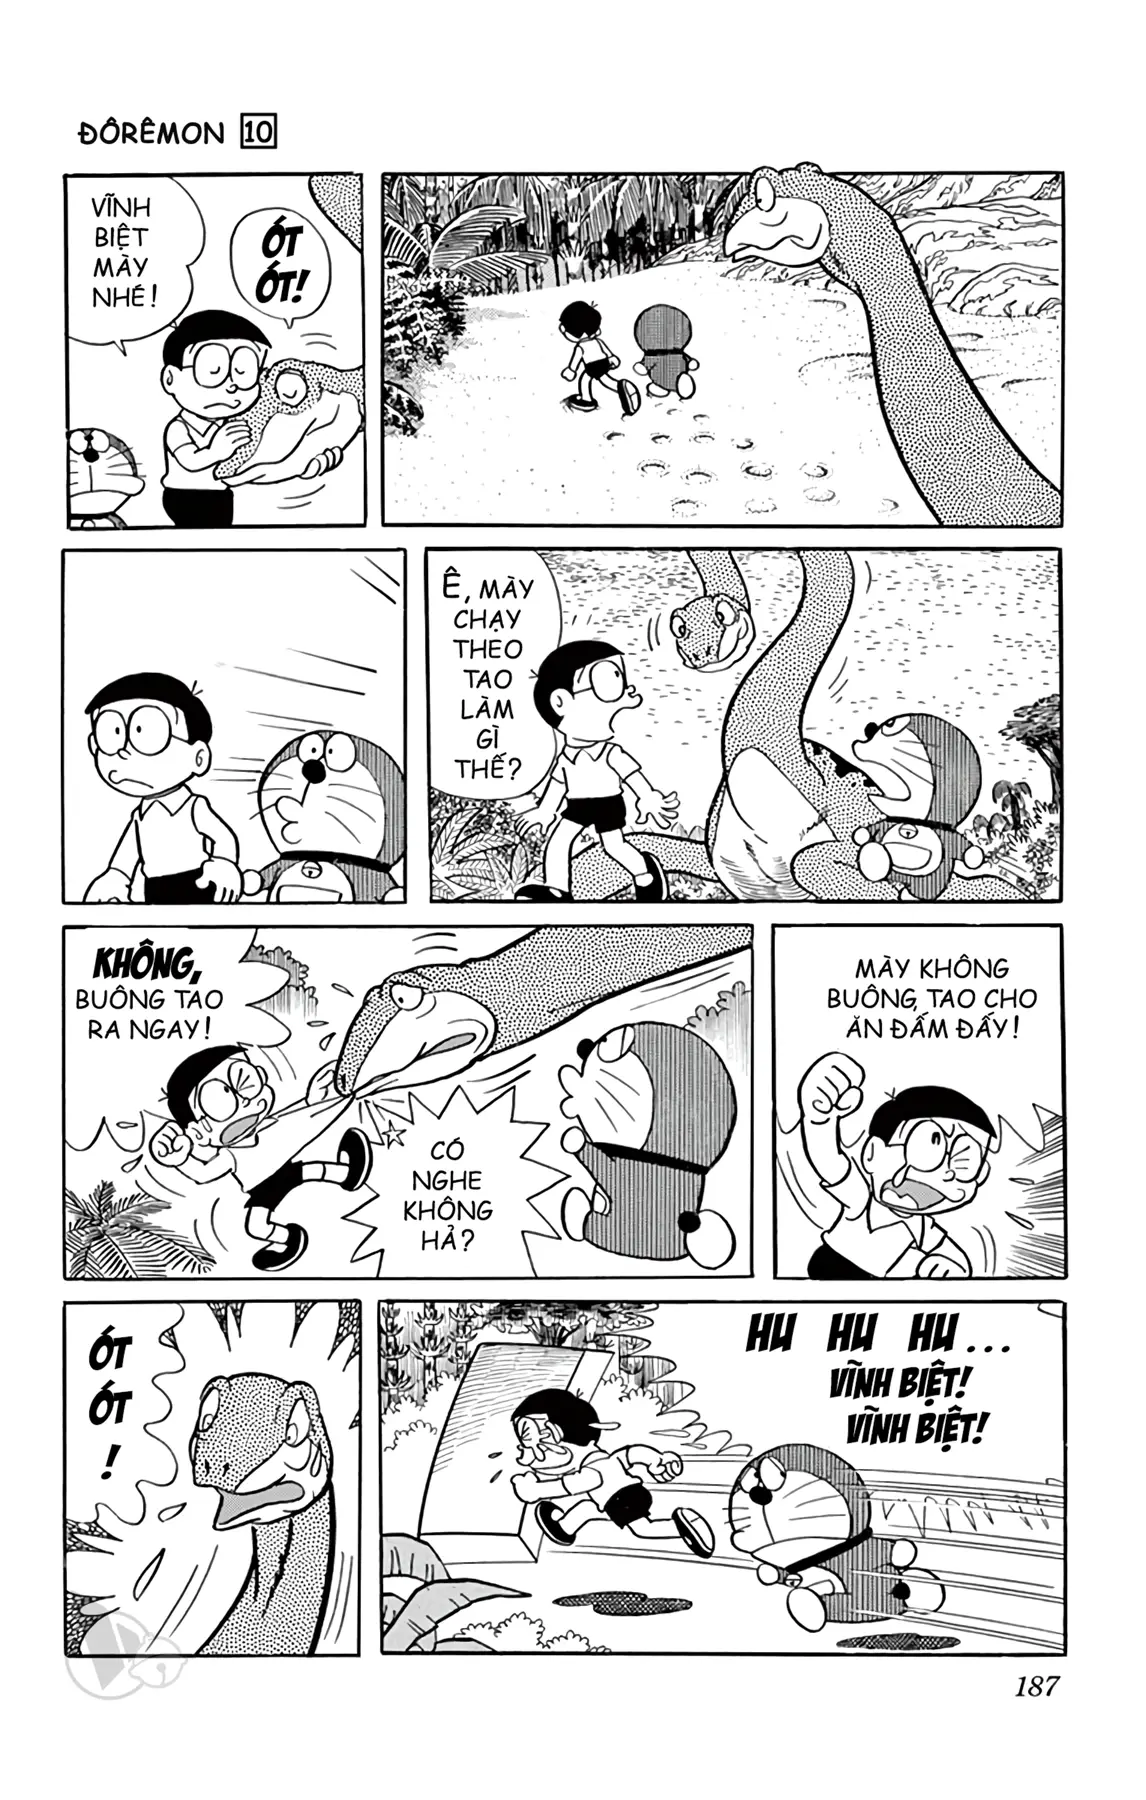 ĐÔRÊMON 10
VĨNH
BIỆT
MÀY
NHÉ!
ÓT
ÓT!
Ê, MÀY
CHẠY
THEO
TAO
LÀM
GÌ
THẾ?
KHÔNG,
BUÔNG TAO
RA NGAY!
CÓ
NGHE
KHÔNG
HẢ?
MÀY KHÔNG
BUÔNG, TAO CHO
ĂN ĐẤM ĐẤY!
ÓT
ÓT
!
HU HU HU...
VĨNH BIỆT!
VĨNH BIỆT!
187